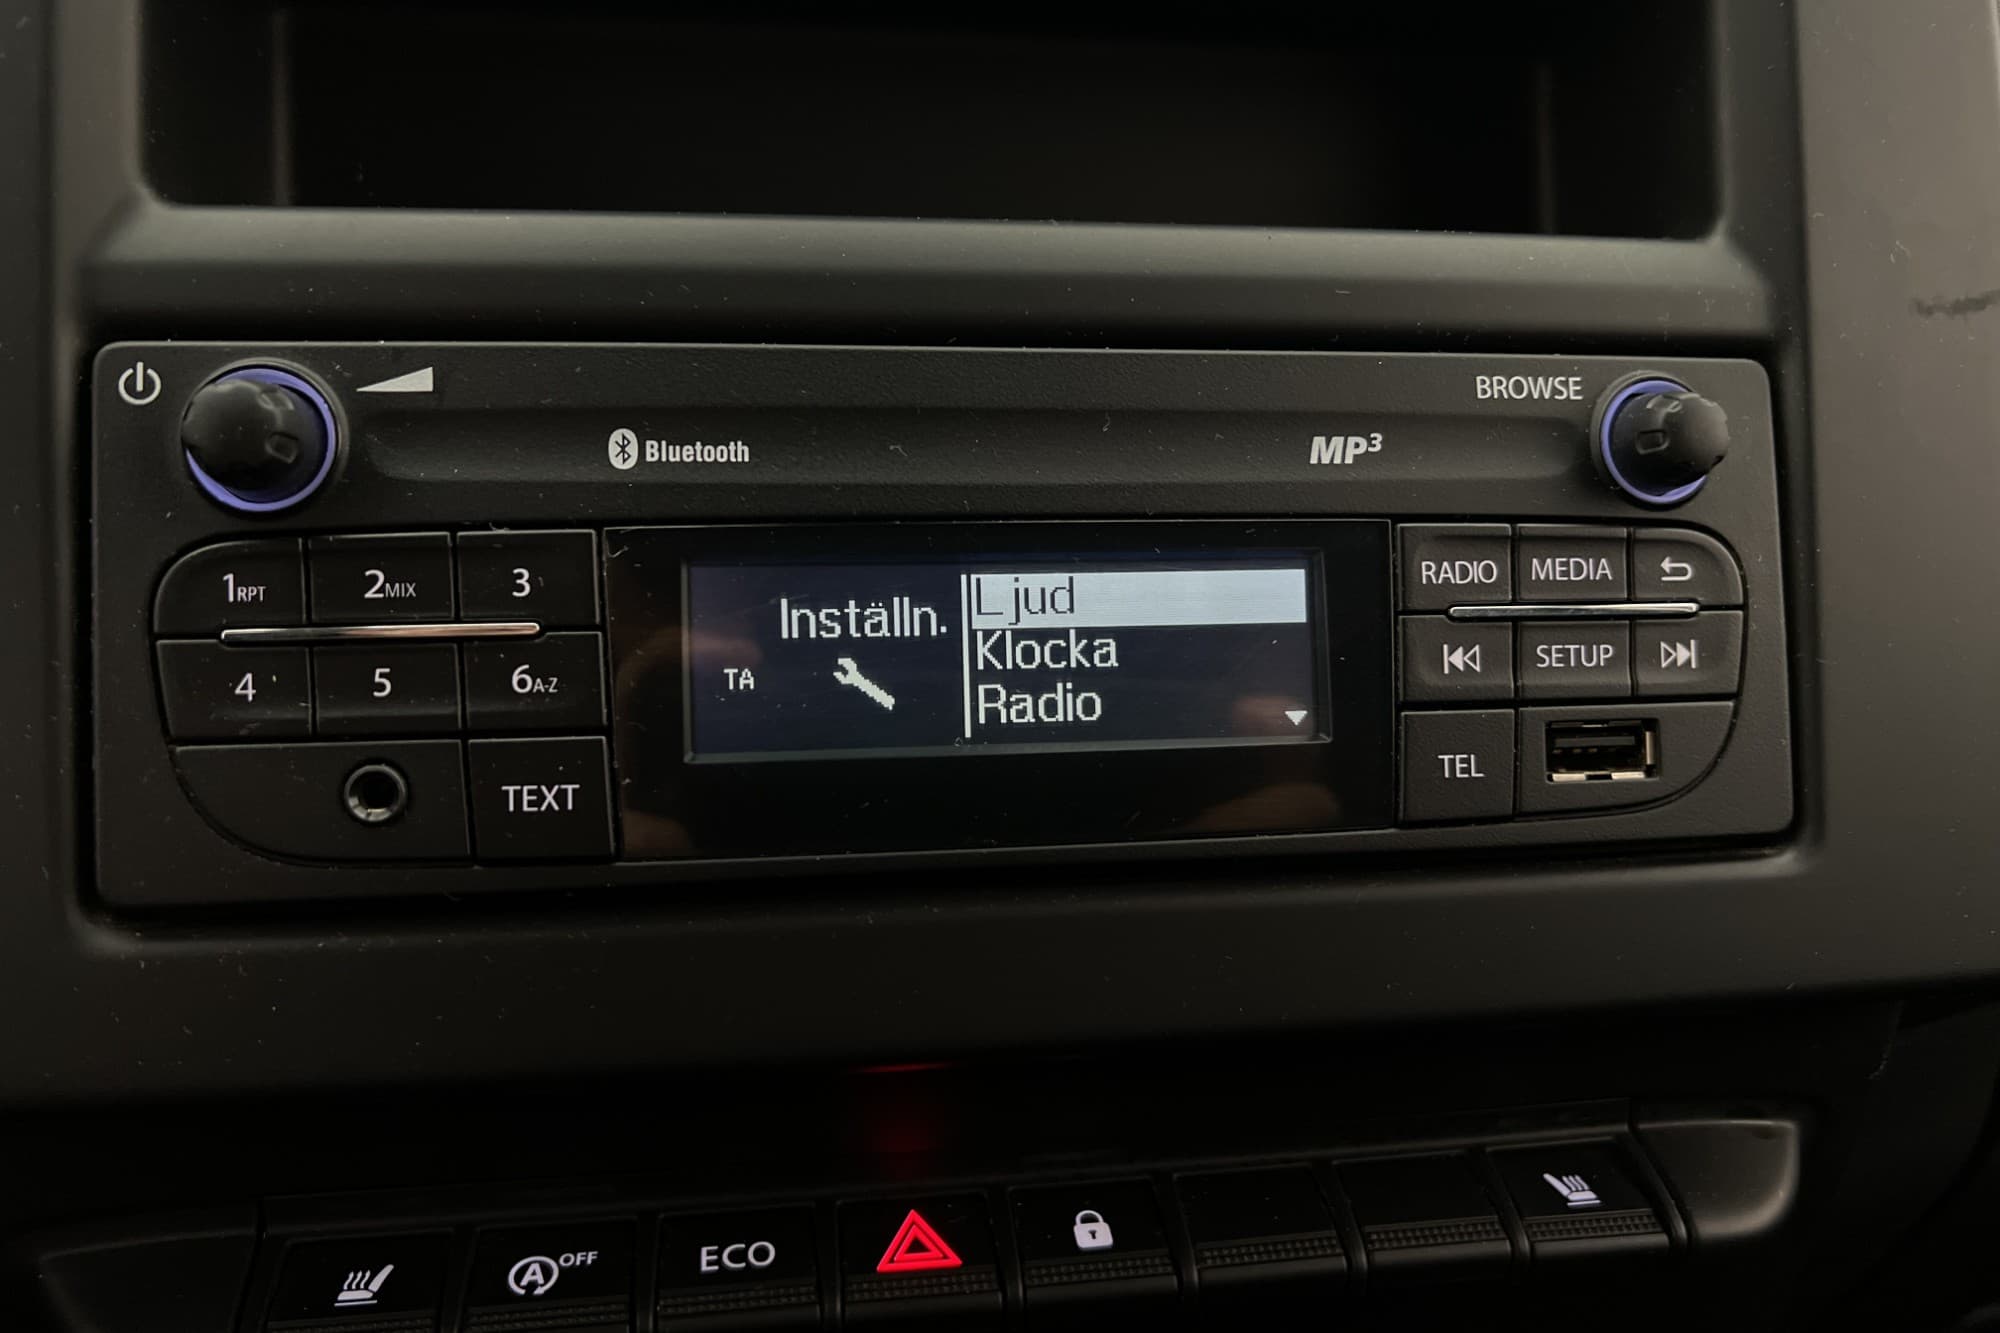 BROWSE
Bluetooth
MP3
1RPT
2MIX
3
4
5
6A-Z
TEXT
Inställn.
TA
Ljud
Klocka
Radio
RADIO
MEDIA
SETUP
TEL
A OFF
ECO